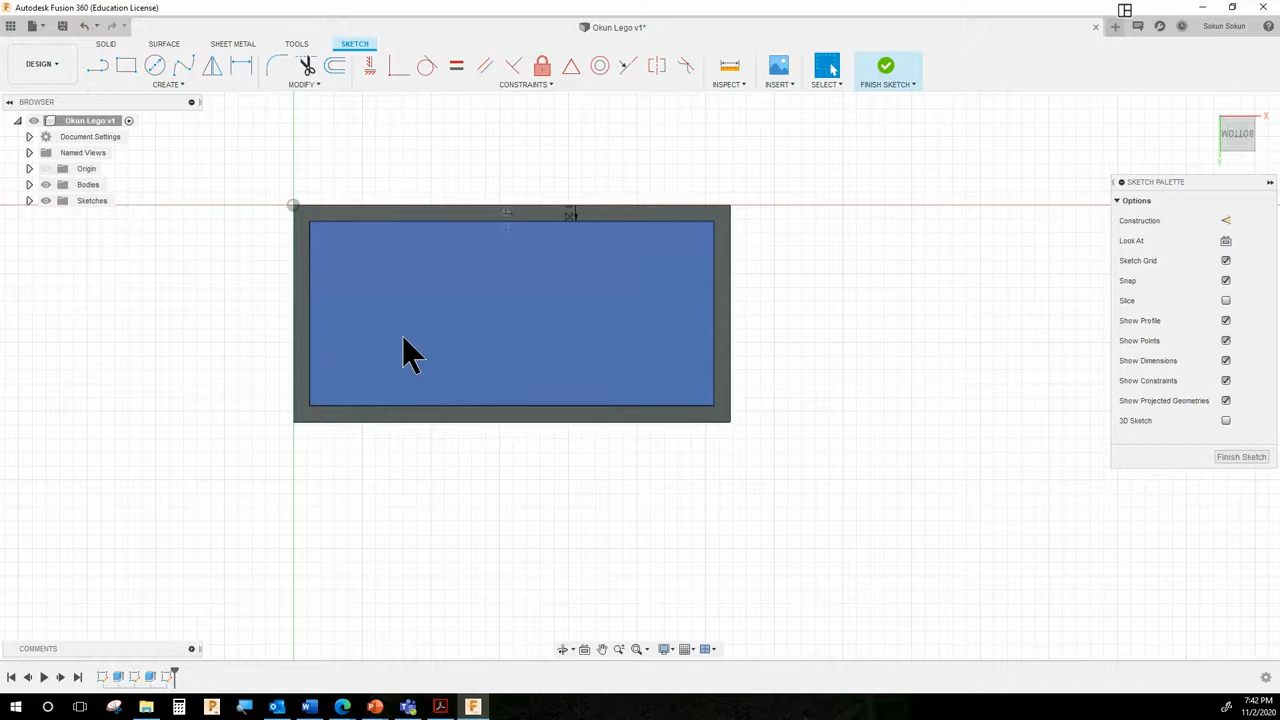 Autodesk Fusion 360 (Education License)
Okun Lego v1*
Sokun Sokun
SOLID
SURFACE
SHEET METAL
TOOLS
SKETCH
DESIGN
CREATE
MODIFY
CONSTRAINTS
INSPECT
INSERT
SELECT
FINISH SKETCH
BROWSER
Okun Lego v1
Document Settings
Named Views
Origin
Bodies
Sketches
X
BOTTOM
Y
SKETCH PALETTE
Options
Construction
Look At
Sketch Grid
Snap
Slice
Show Profile
Show Points
Show Dimensions
Show Constraints
Show Projected Geometries
3D Sketch
Finish Sketch
COMMENTS
7:42 PM
11/2/2020